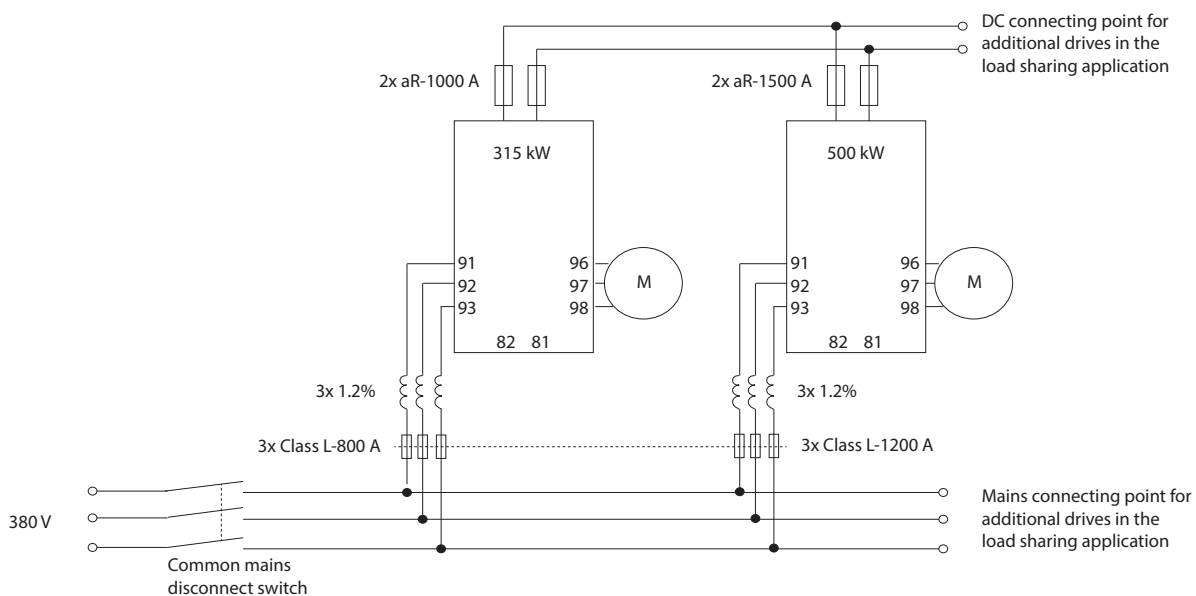 DC connecting point for
additional drives in the
load sharing application
2x aR-1000 A
2x aR-1500 A
315 kW
500 kW
91
92
93
96
97
98
M
82 81
91
92
93
96
97
98
M
82 81
3x 1.2%
3x 1.2%
3x Class L-800 A
3x Class L-1200 A
380 V
Common mains
disconnect switch
Mains connecting point for
additional drives in the
load sharing application